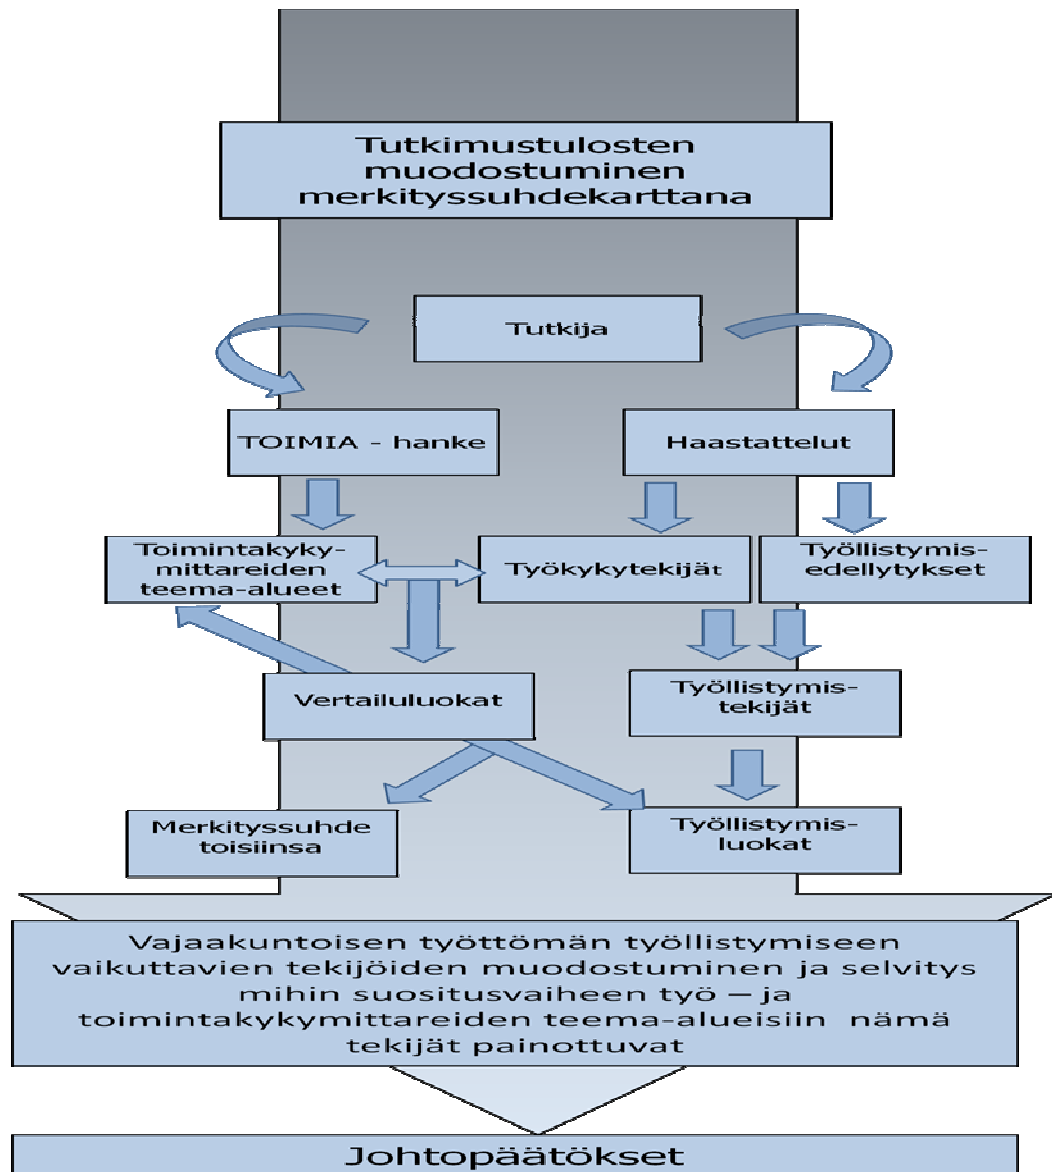 Tutkimustulosten
muodostuminen
merkityssuhdekarttana
Tutkija
TOIMIA - hanke
Haastattelut
Toimintakyky-
mittareiden
teema-alueet
Työkykytekijät
Työllistymis-
edellytykset
Vertailuluokat
Työllistymis-
tekijät
Merkityssuhde
toisiinsa
Työllistymis-
luokat
Vajaakuntoisen työttömän työllistymiseen
vaikuttavien tekijöiden muodostuminen ja selvitys
mihin suositusvaiheen työ – ja
toimintakykymittareiden teema-alueisiin nämä
tekijät painottuvat
Johtopäätökset